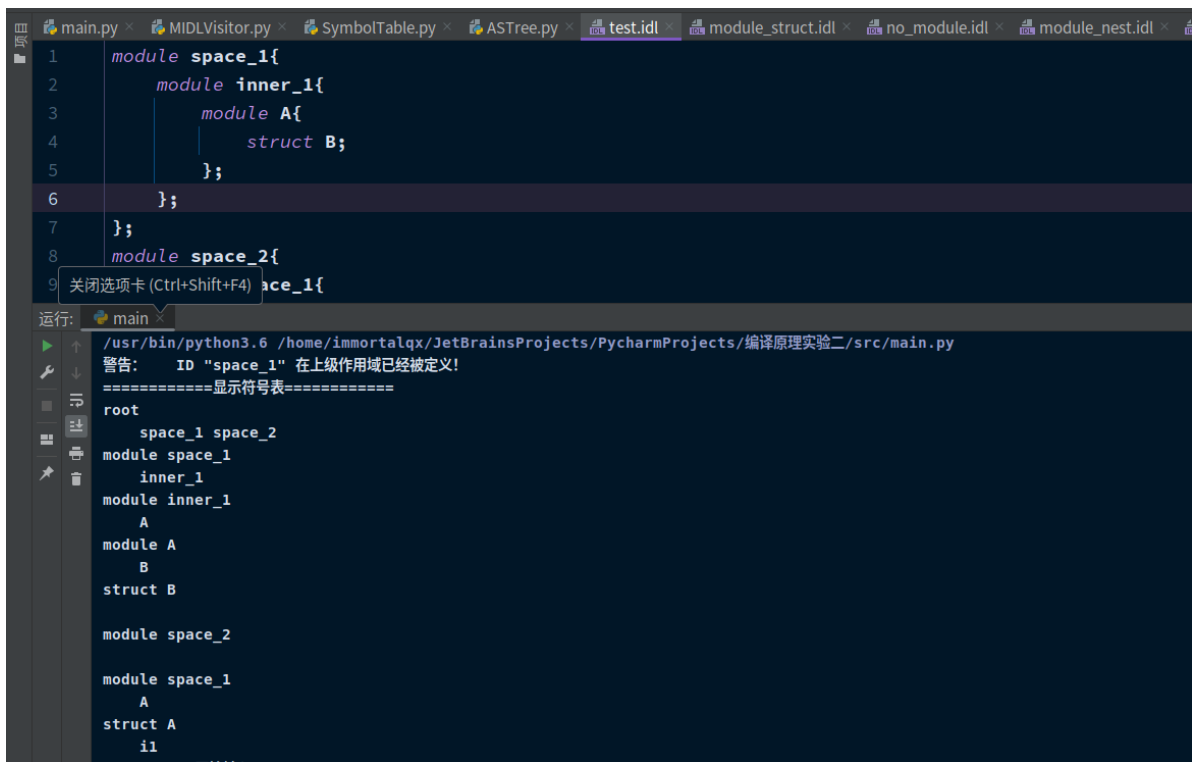 main.py MIDLVisitor.py SymbolTable.py ASTree.py test.idl module_struct.idl no_module.idl module_nest.idl
项目
1 module space_1{
2 module inner_1{
3 module A{
4 struct B;
5 };
6 };
7 };
8 module space_2{
9 ace_1{
关闭选项卡 (Ctrl+Shift+F4)
运行: main
/usr/bin/python3.6 /home/immortalqx/JetBrainsProjects/PycharmProjects/编译原理实验二/src/main.py
警告: ID "space_1" 在上级作用域已经被定义!
============显示符号表============
root
space_1 space_2
module space_1
inner_1
module inner_1
A
module A
B
struct B
module space_2
module space_1
A
struct A
i1